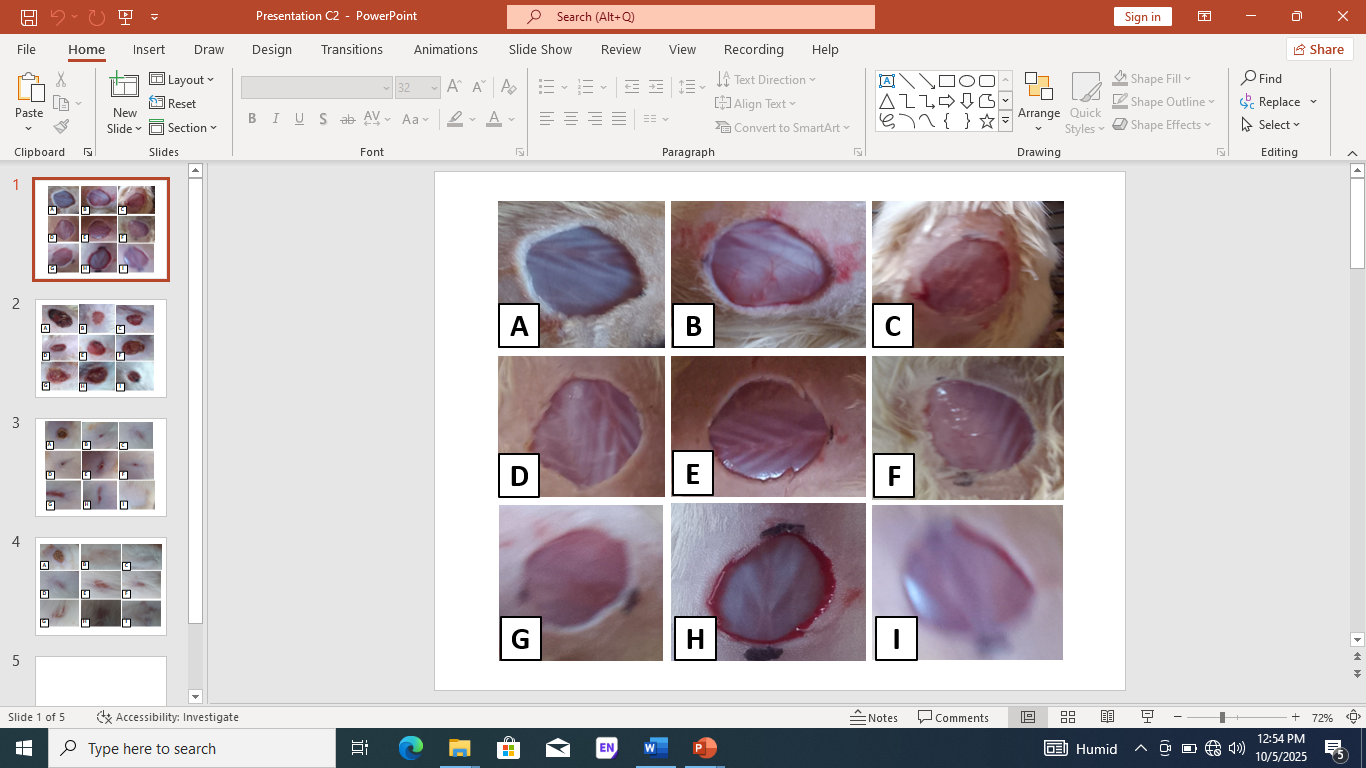 Presentation C2 - PowerPoint
Search (Alt+Q)
Sign in
File Home Insert Draw Design Transitions Animations Slide Show Review View Recording Help
Share
Paste
Clipboard
New Slide
Layout
Reset
Section
Slides
32
B I U S ab AV Aa A
Font
Text Direction
Align Text
Convert to SmartArt
Paragraph
A
Arrange
Quick Styles
Shape Fill
Shape Outline
Shape Effects
Drawing
Find
Replace
Select
Editing
1
2
3
4
5
A B C
D E F
G H I
Slide 1 of 5
Accessibility: Investigate
Notes
Comments
72%
Type here to search
EN
Humid
12:54 PM
10/5/2025
5